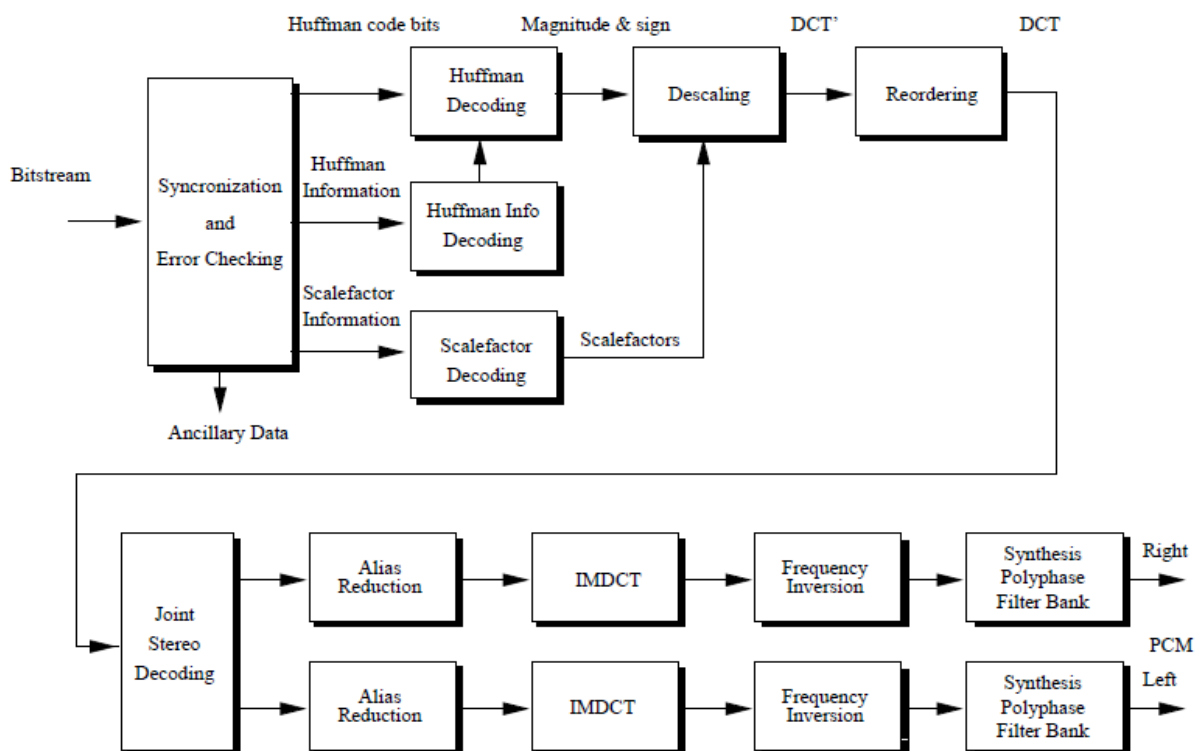 Huffman code bits
Magnitude & sign
DCT’
DCT
Bitstream
Syncronization
and
Error Checking
Huffman
Decoding
Descaling
Reordering
Huffman
Information
Huffman Info
Decoding
Scalefactor
Information
Scalefactor
Decoding
Scalefactors
Ancillary Data
Joint
Stereo
Decoding
Alias
Reduction
IMDCT
Frequency
Inversion
Synthesis
Polyphase
Filter Bank
Right
PCM
Alias
Reduction
IMDCT
Frequency
Inversion
Synthesis
Polyphase
Filter Bank
Left